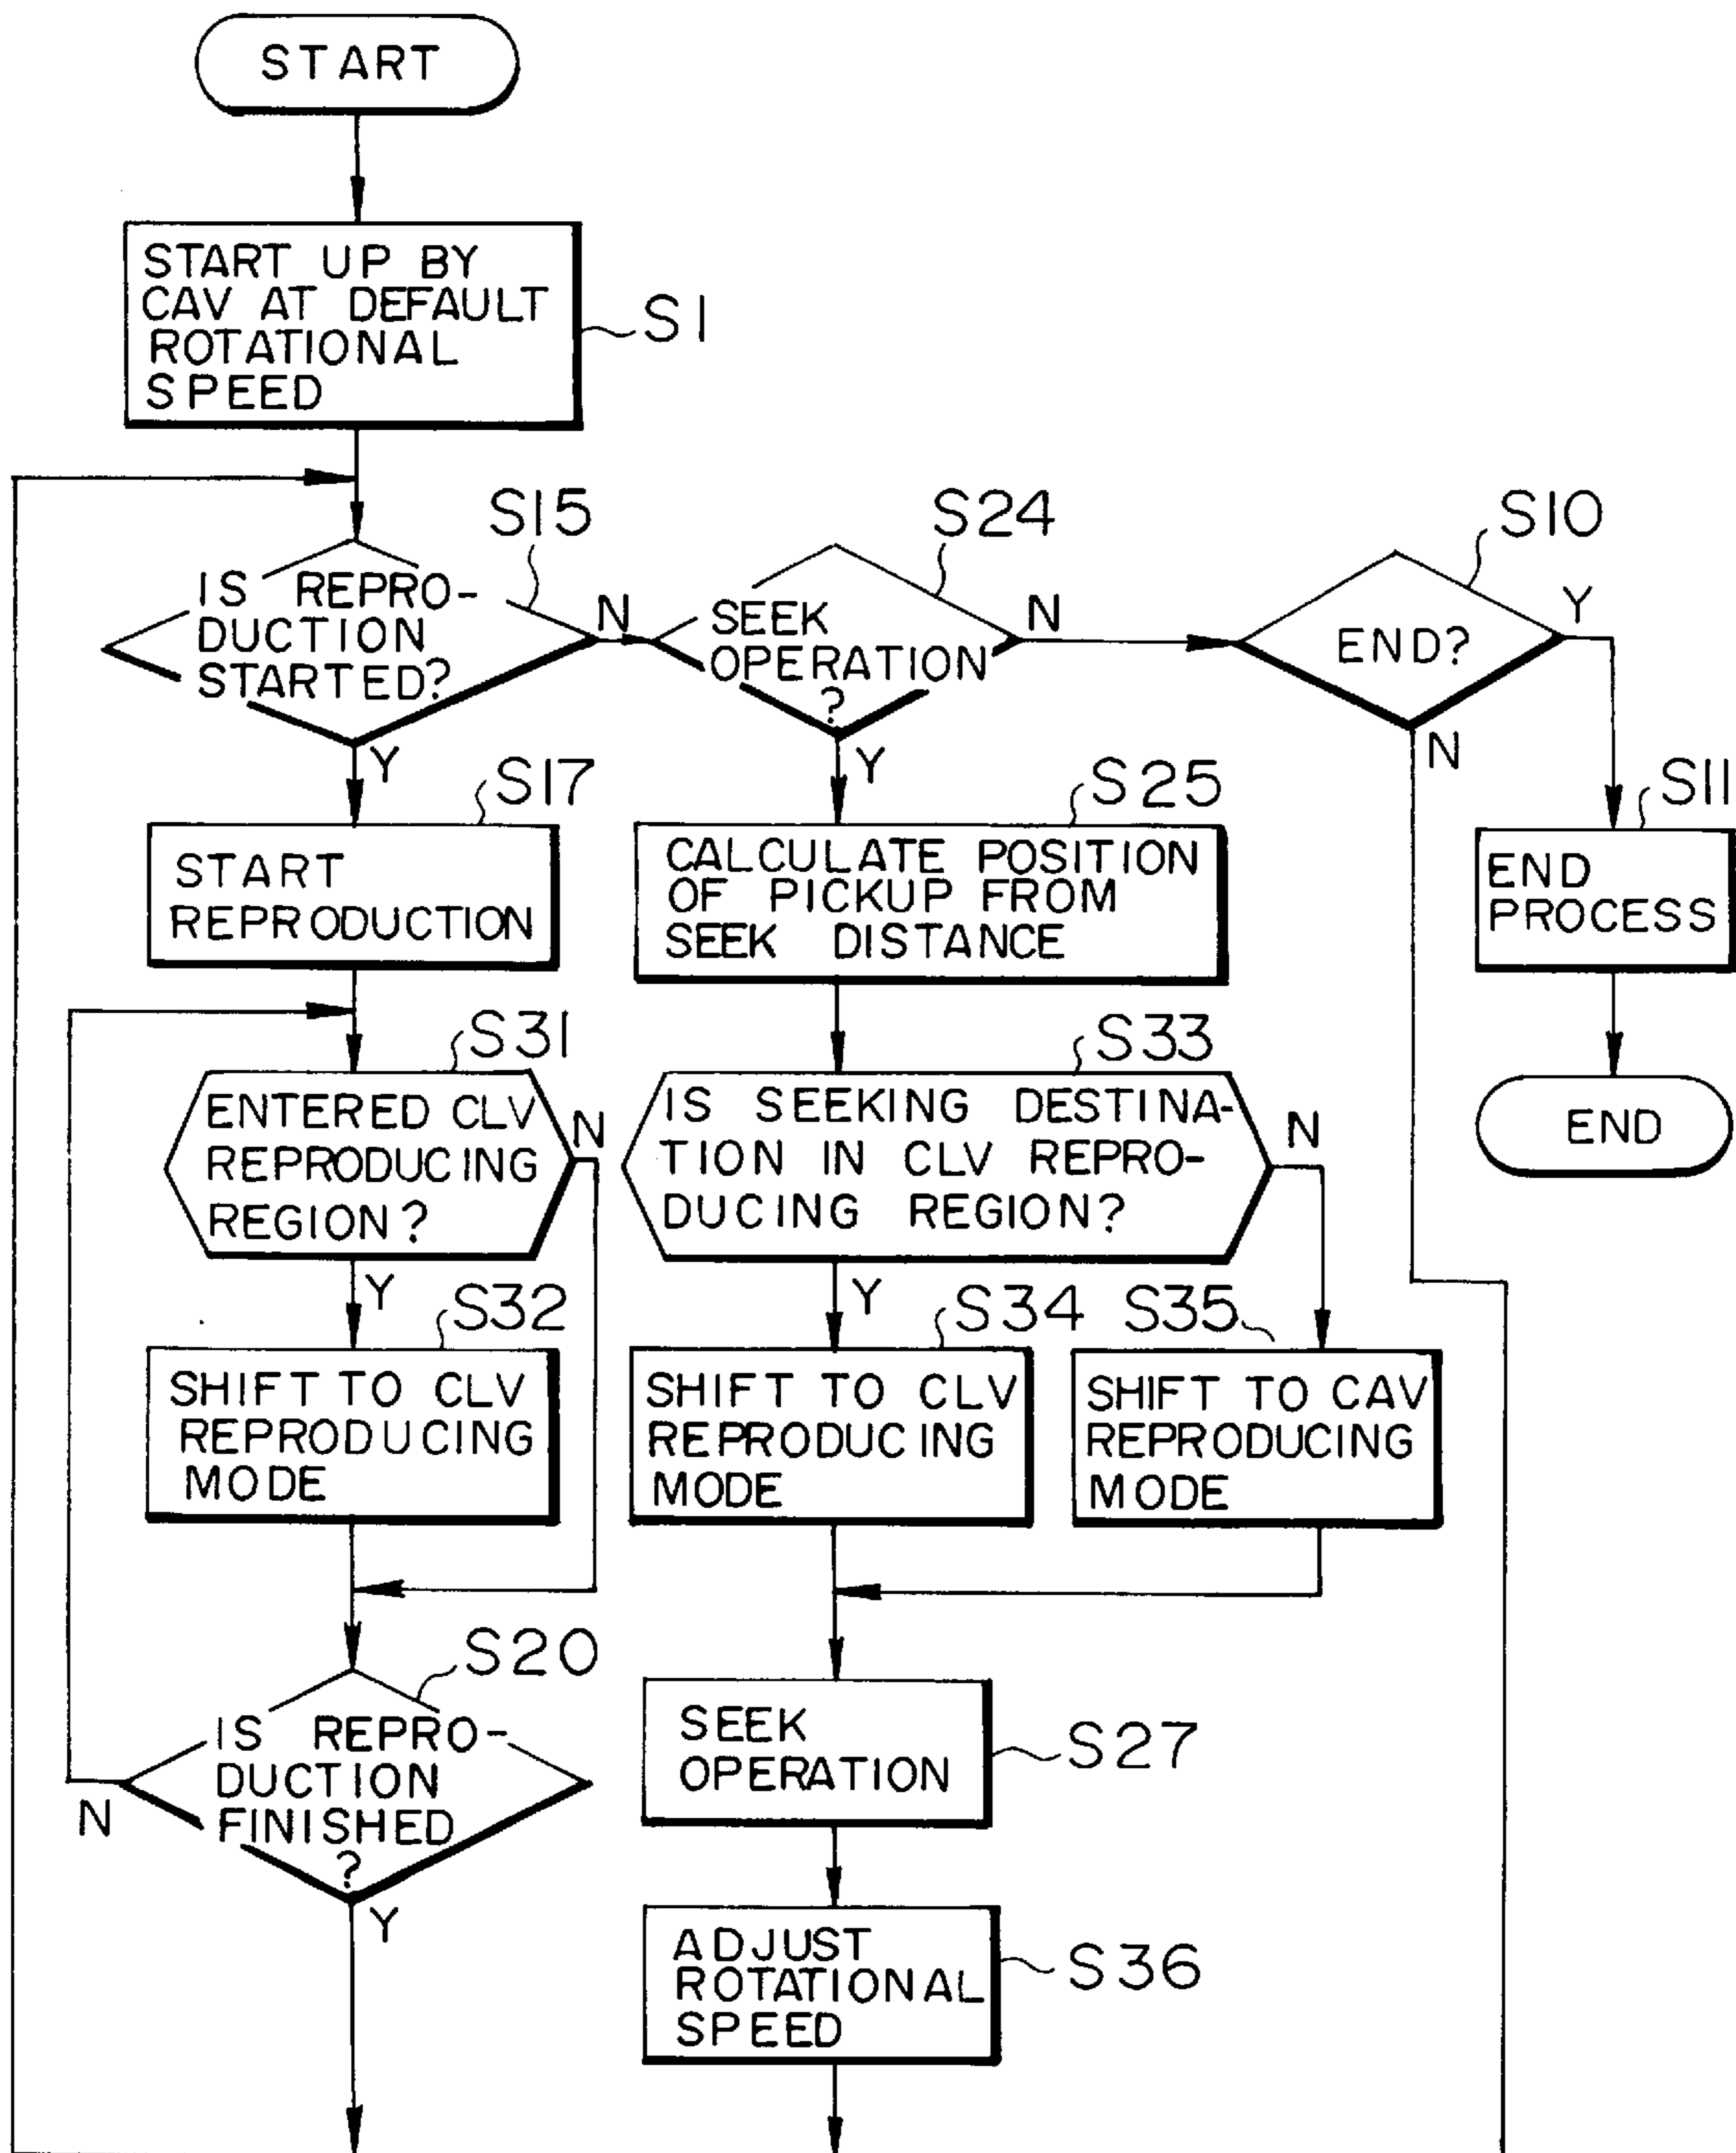 START
START UP BY
CAV AT DEFAULT
ROTATIONAL
SPEED
S1
S15
S24
S10
IS REPRO-
DUCTION
STARTED?
N
Y
SEEK
OPERATION
?
N
Y
END?
Y
N
S17
START
REPRODUCTION
S25
CALCULATE POSITION
OF PICKUP FROM
SEEK DISTANCE
S11
END
PROCESS
S31
ENTERED CLV
REPRODUCING
REGION?
N
Y
S33
IS SEEKING DESTINA-
TION IN CLV REPRO-
DUCING REGION?
N
Y
END
S32
SHIFT TO CLV
REPRODUCING
MODE
S34
SHIFT TO CLV
REPRODUCING
MODE
S35
SHIFT TO CAV
REPRODUCING
MODE
S20
IS REPRO-
DUCTION
FINISHED
?
N
Y
SEEK
OPERATION
S27
ADJUST
ROTATIONAL
SPEED
S36